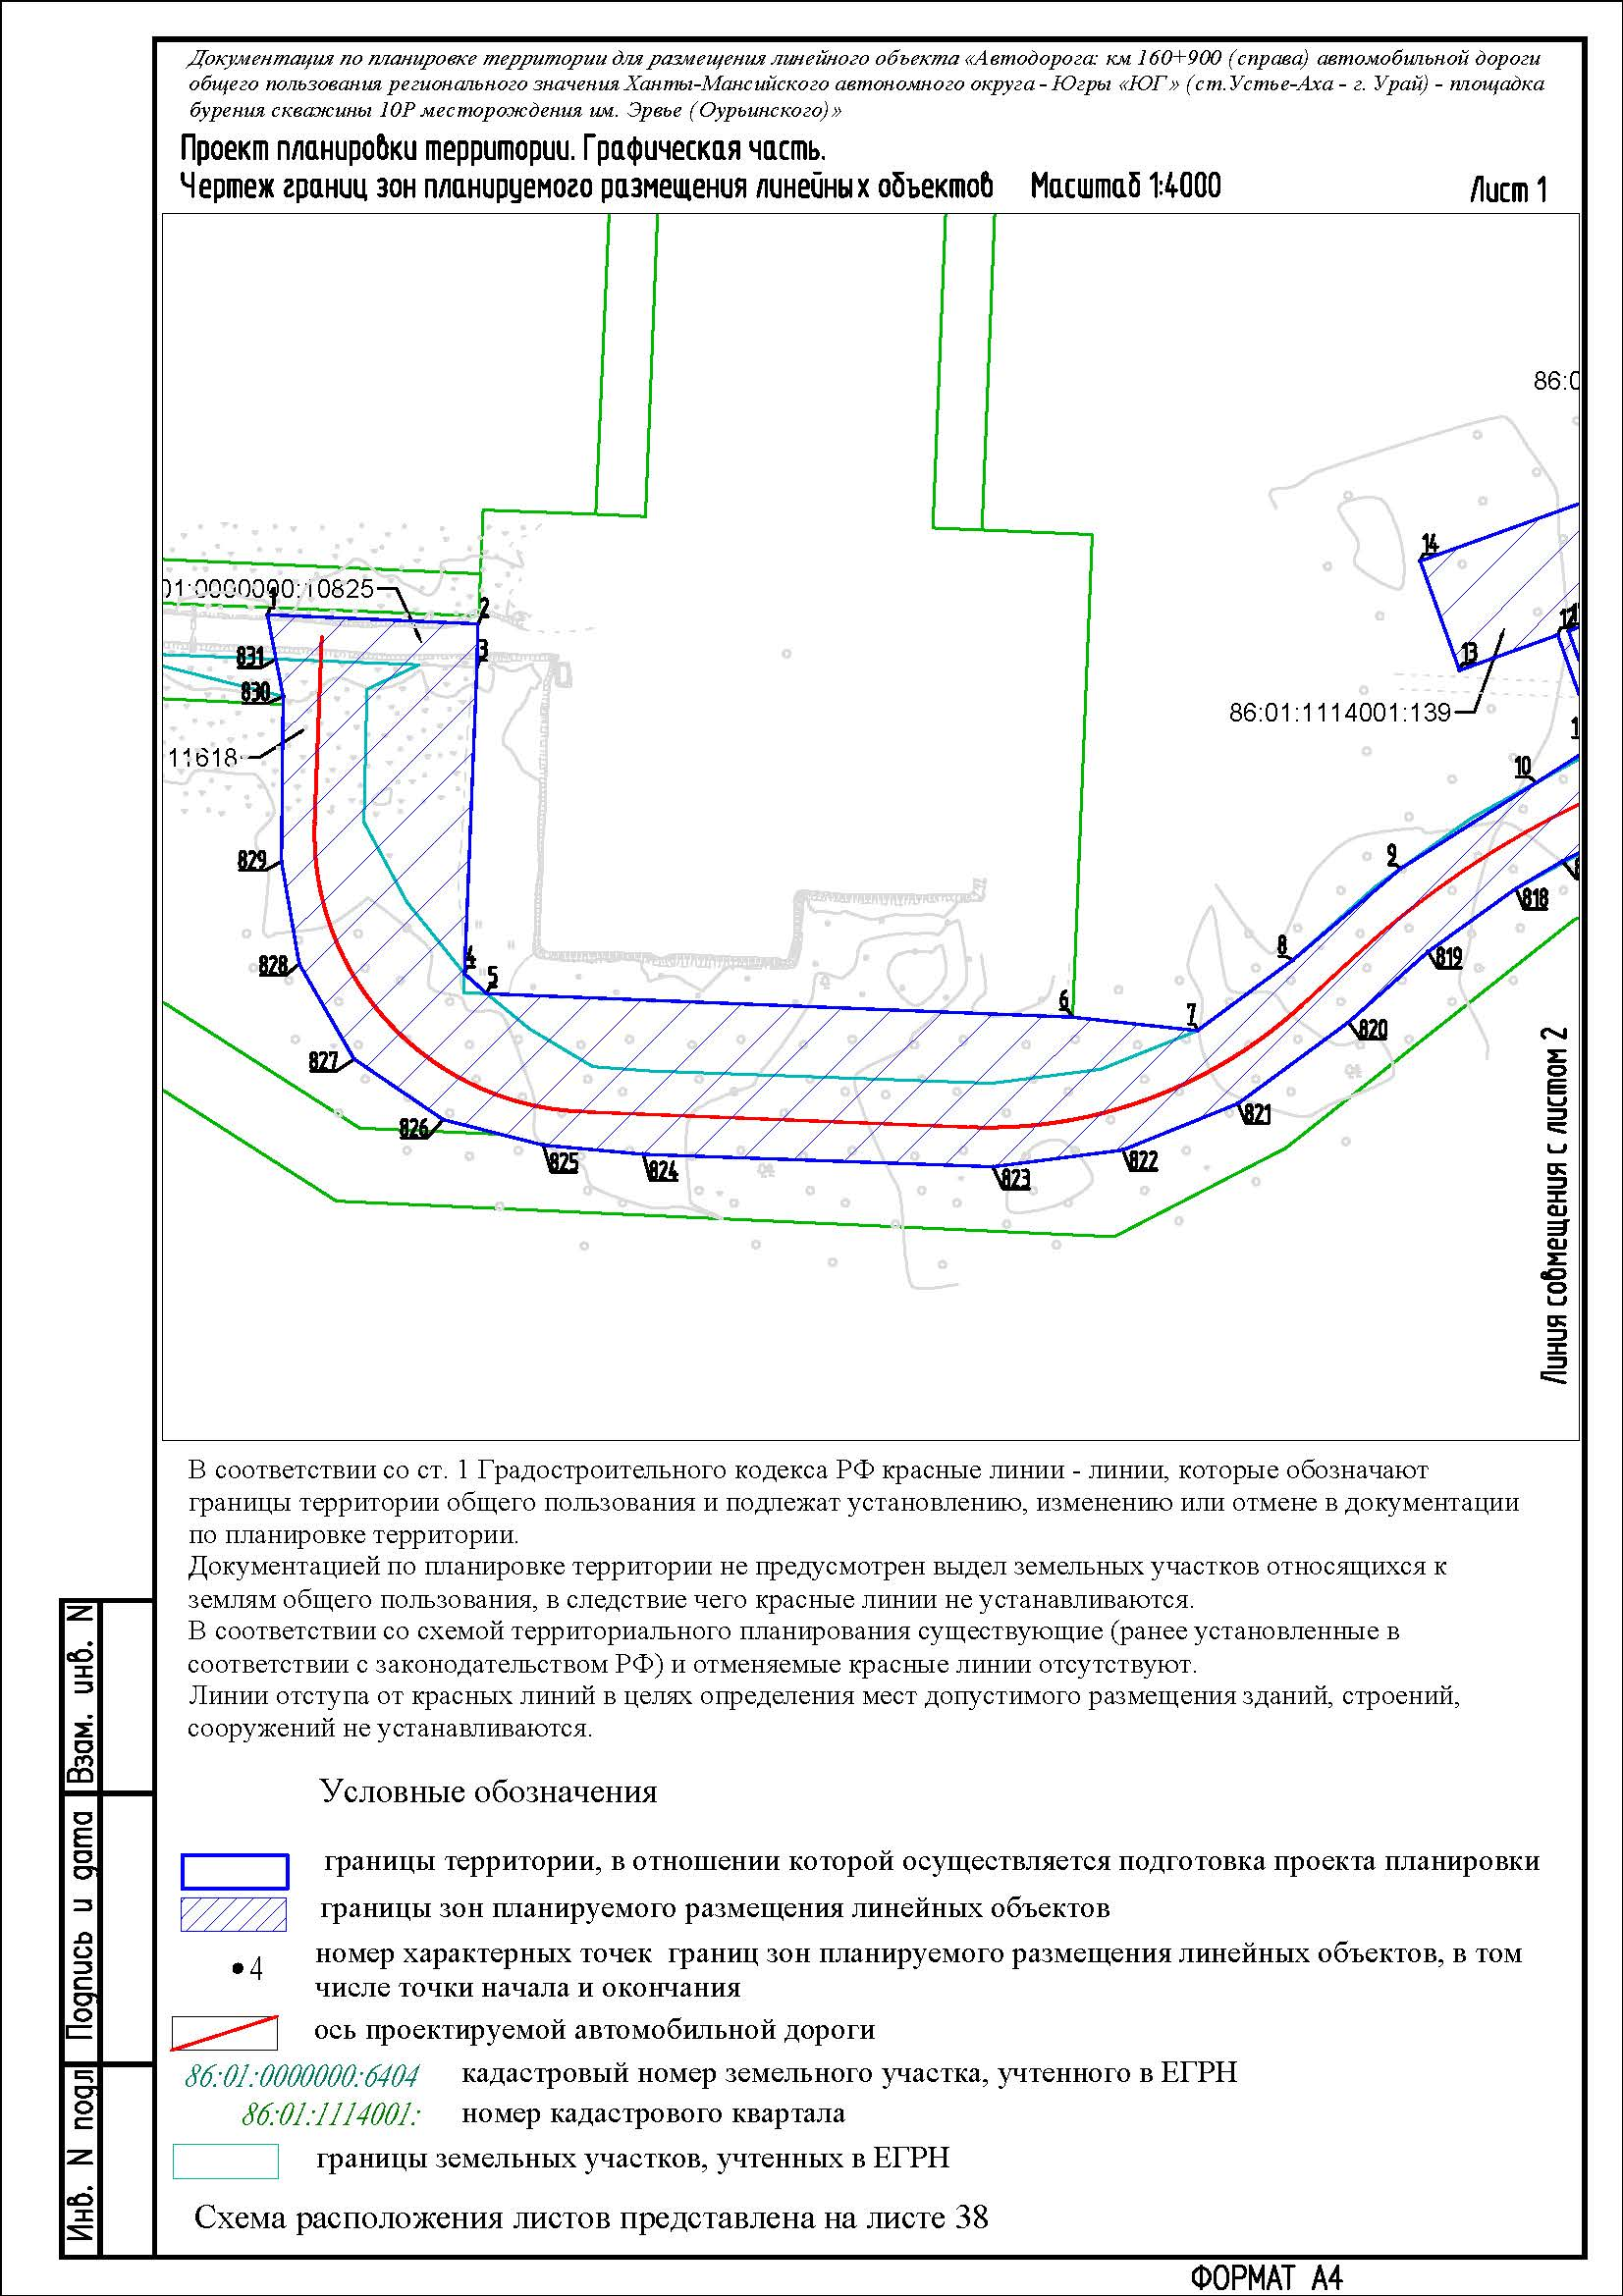 Документация по планировке территории для размещения линейного объекта «Автодорога: км 160+900 (справа) автомобильной дороги
общего пользования регионального значения Ханты-Мансийского автономного округа - Югры «ЮГ» (ст.Устье-Аха - г. Урай) - площадка
бурения скважины 10Р месторождения им. Эрвье (Оурьинского)»
Проект планировки территории. Графическая часть.
Чертеж границ зон планируемого размещения линейных объектов Масштаб 1:4000 Лист 1
86:0
14
01:0000000:10825
1
2
12
3
13
831
830
86:01:1114001:139
11618
10
829
9
818
8
819
4
828
5
6
7
820
827
821
826
825
824
822
823
Линия совмещения с листом 2
В соответствии со ст. 1 Градостроительного кодекса РФ красные линии - линии, которые обозначают
границы территории общего пользования и подлежат установлению, изменению или отмене в документации
по планировке территории.
Документацией по планировке территории не предусмотрен выдел земельных участков относящихся к
землям общего пользования, в следствие чего красные линии не устанавливаются.
В соответствии со схемой территориального планирования существующие (ранее установленные в
соответствии с законодательством РФ) и отменяемые красные линии отсутствуют.
Линии отступа от красных линий в целях определения мест допустимого размещения зданий, строений,
сооружений не устанавливаются.
Условные обозначения
границы территории, в отношении которой осуществляется подготовка проекта планировки
границы зон планируемого размещения линейных объектов
4 номер характерных точек границ зон планируемого размещения линейных объектов, в том
числе точки начала и окончания
ось проектируемой автомобильной дороги
86:01:0000000:6404 кадастровый номер земельного участка, учтенного в ЕГРН
86:01:1114001: номер кадастрового квартала
границы земельных участков, учтенных в ЕГРН
Схема расположения листов представлена на листе 38
Взам. инв. N
Подпись и дата
Инв. N подл
ФОРМАТ А4